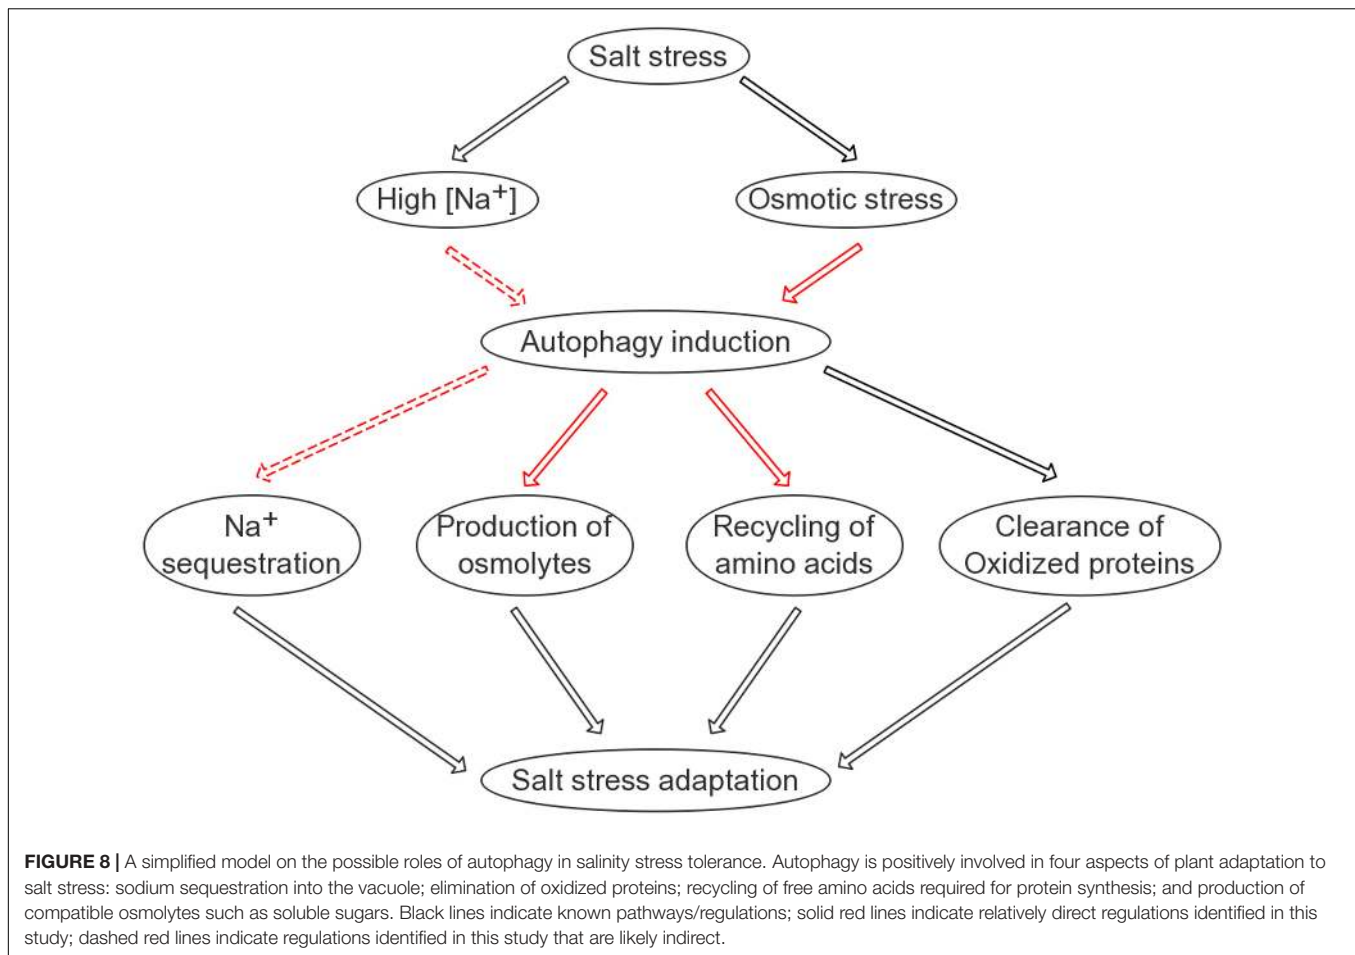 Salt stress
High [Na+]
Osmotic stress
Autophagy induction
Na+
sequestration
Production of
osmolytes
Recycling of
amino acids
Clearance of
Oxidized proteins
Salt stress adaptation
FIGURE 8 | A simplified model on the possible roles of autophagy in salinity stress tolerance. Autophagy is positively involved in four aspects of plant adaptation to
salt stress: sodium sequestration into the vacuole; elimination of oxidized proteins; recycling of free amino acids required for protein synthesis; and production of
compatible osmolytes such as soluble sugars. Black lines indicate known pathways/regulations; solid red lines indicate relatively direct regulations identified in this
study; dashed red lines indicate regulations identified in this study that are likely indirect.